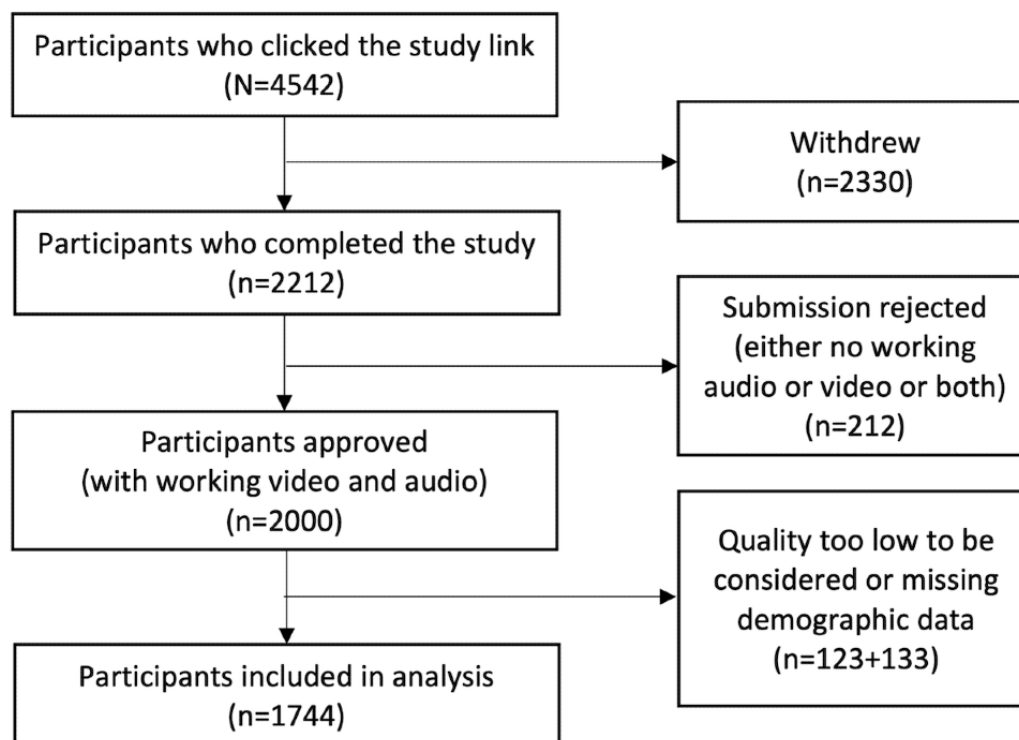 Participants who clicked the study link
(N=4542)
Withdrew
(n=2330)
Participants who completed the study
(n=2212)
Submission rejected
(either no working
audio or video or both)
(n=212)
Participants approved
(with working video and audio)
(n=2000)
Quality too low to be
considered or missing
demographic data
(n=123+133)
Participants included in analysis
(n=1744)